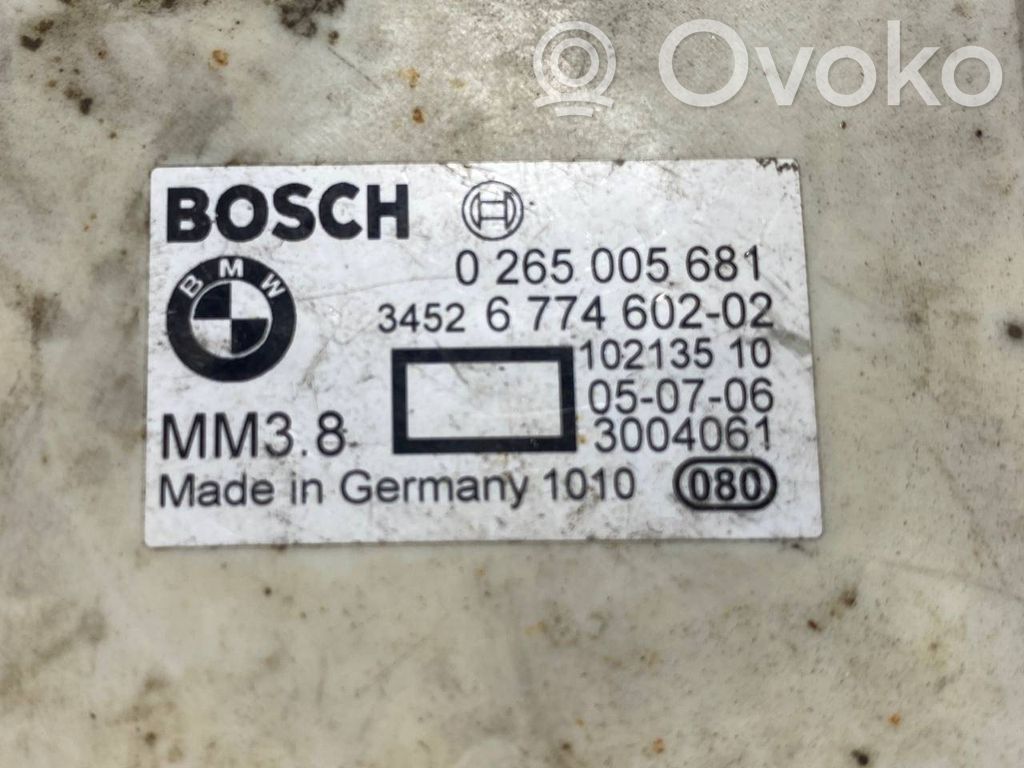 Ovoko
BOSCH
0 265 005 681
BMW
3452 6 774 602-02
102135 10
05-07-06
MM3.8
3004061
Made in Germany 1010 080